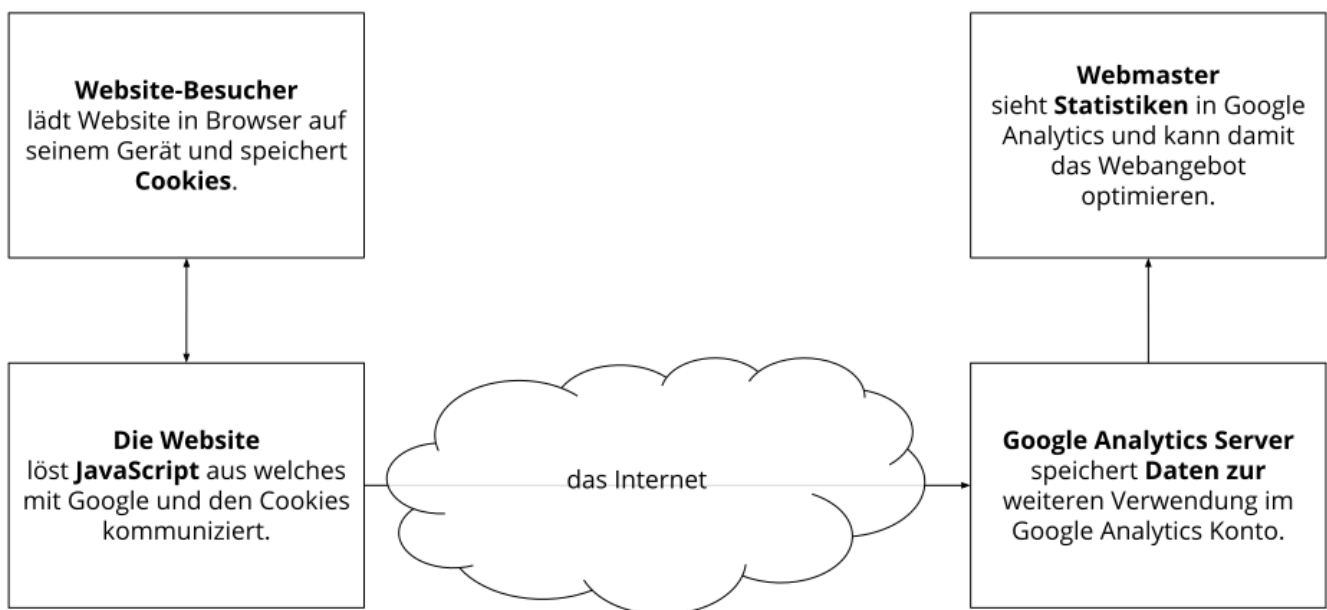 Website-Besucher
lädt Website in Browser auf
seinem Gerät und speichert
Cookies.
Webmaster
sieht Statistiken in Google
Analytics und kann damit
das Webangebot
optimieren.
Die Website
löst JavaScript aus welches
mit Google und den Cookies
kommuniziert.
das Internet
Google Analytics Server
speichert Daten zur
weiteren Verwendung im
Google Analytics Konto.